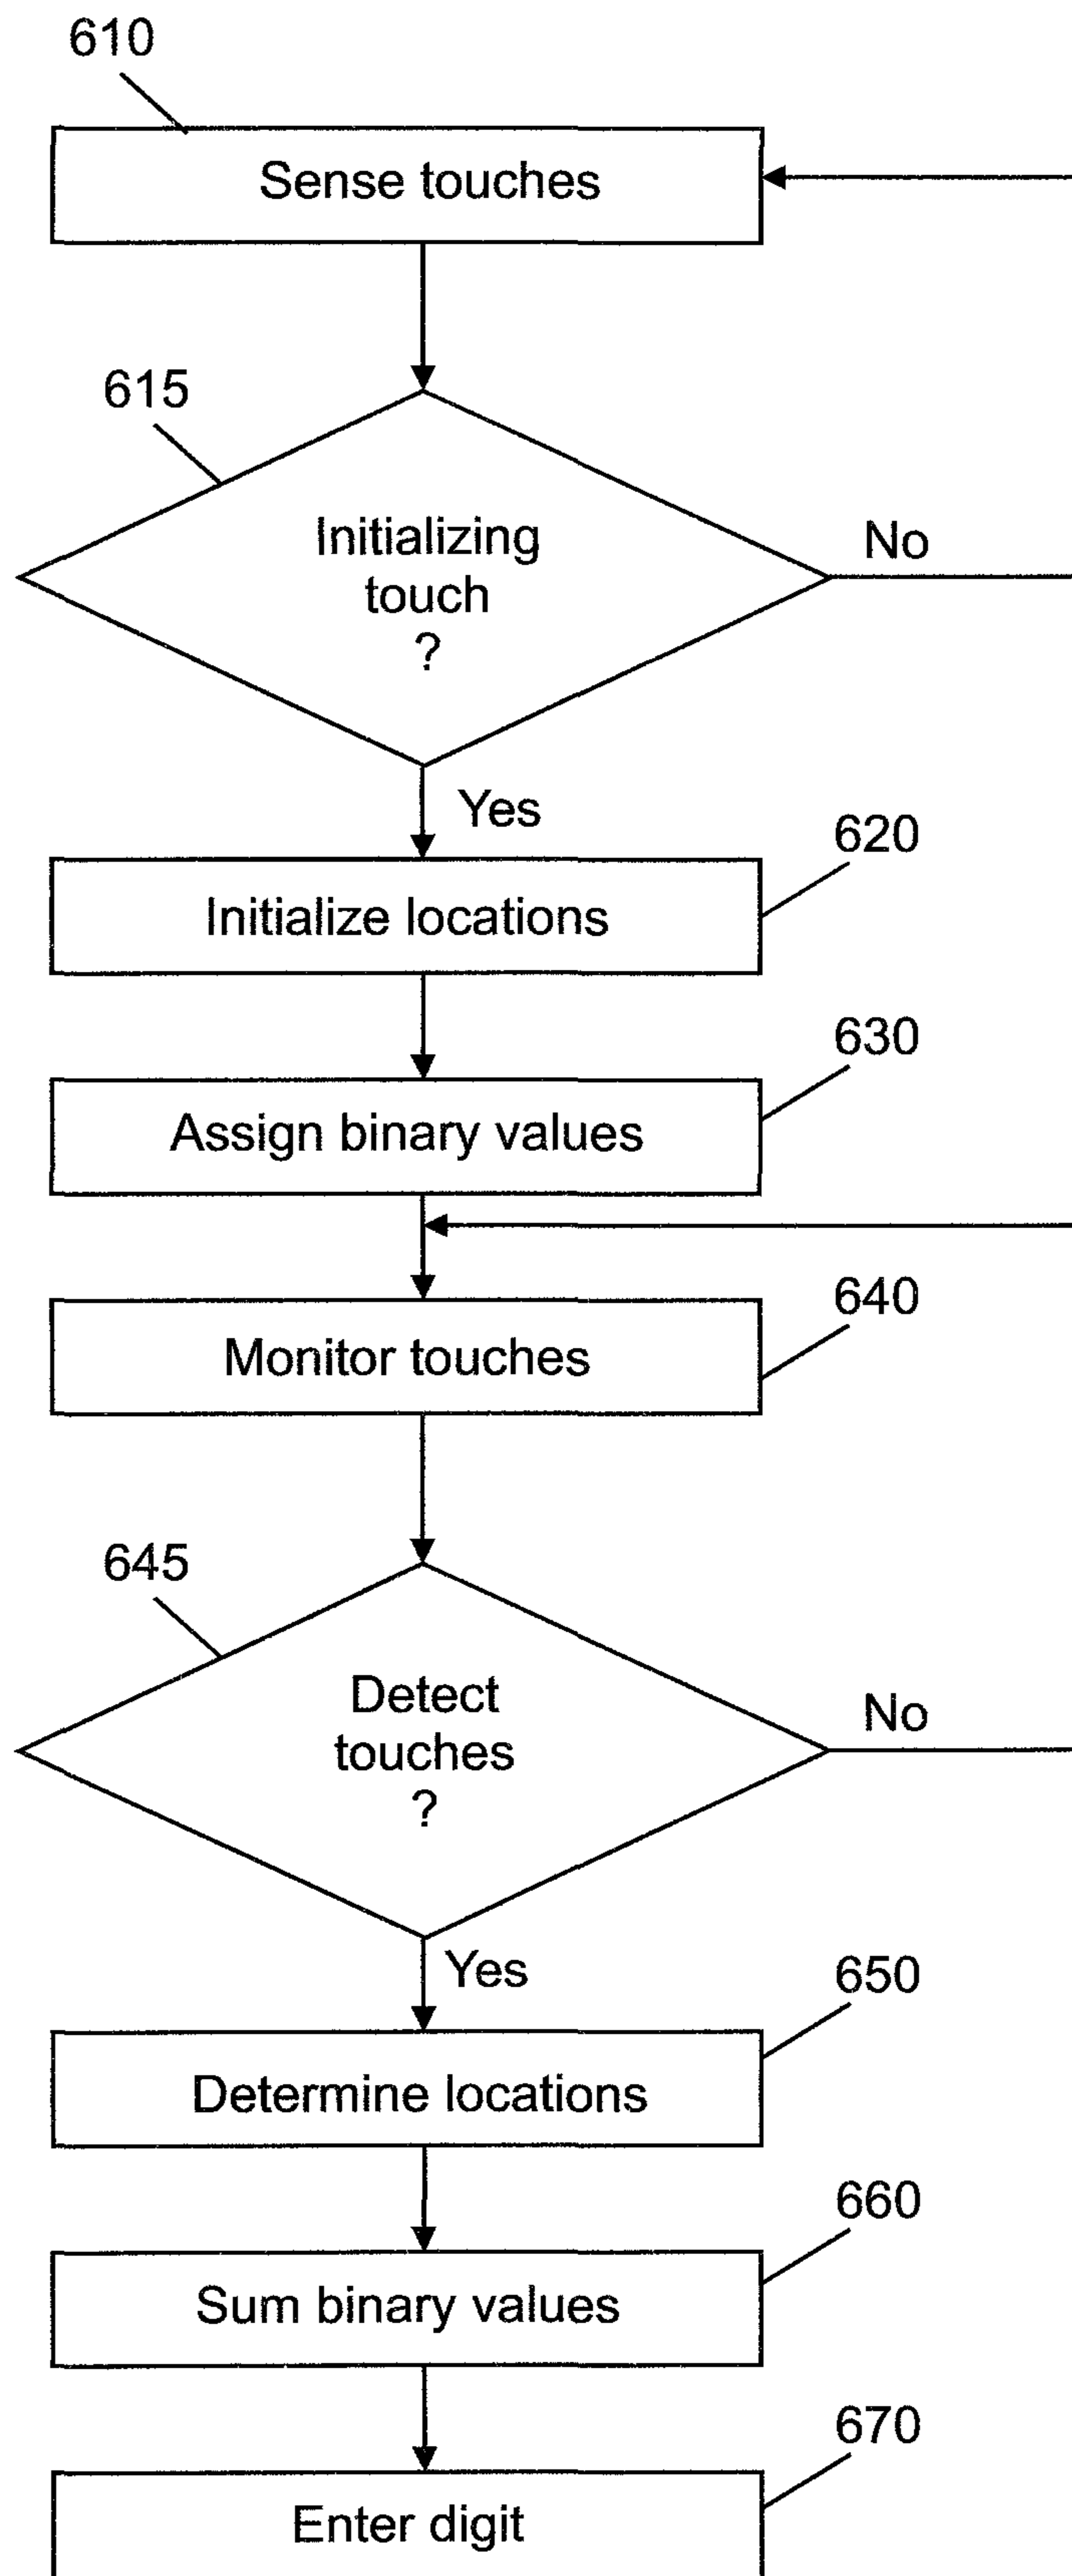 610
Sense touches
615
Initializing
touch
?
No
Yes
620
Initialize locations
630
Assign binary values
640
Monitor touches
645
Detect
touches
?
No
Yes
650
Determine locations
660
Sum binary values
670
Enter digit